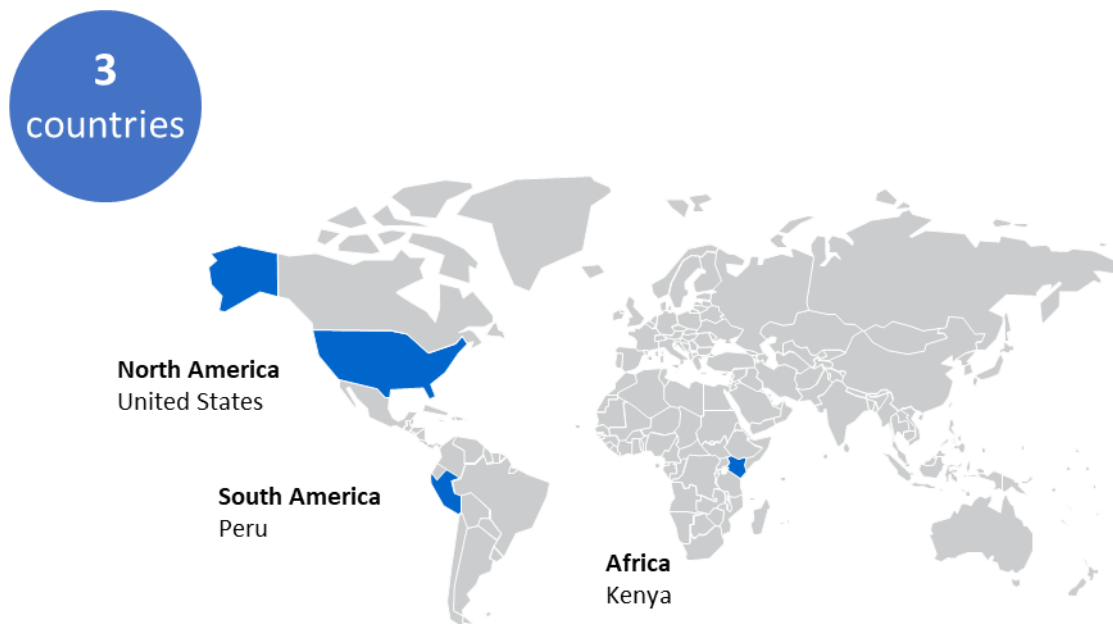 3
countries
North America
United States
South America
Peru
Africa
Kenya